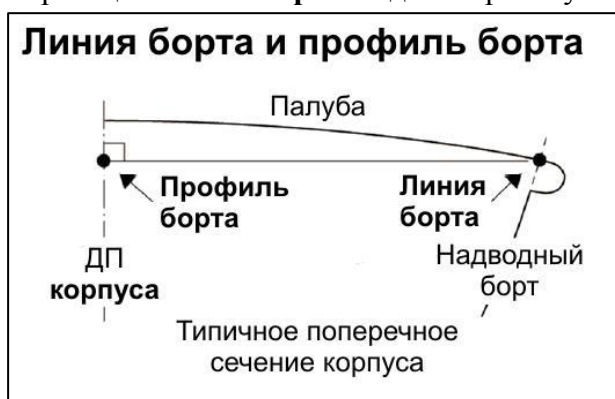 Линия борта и профиль борта
Палуба
Профиль
борта
Линия
борта
ДП
корпуса
Надводный
борт
Типичное поперечное
сечение корпуса